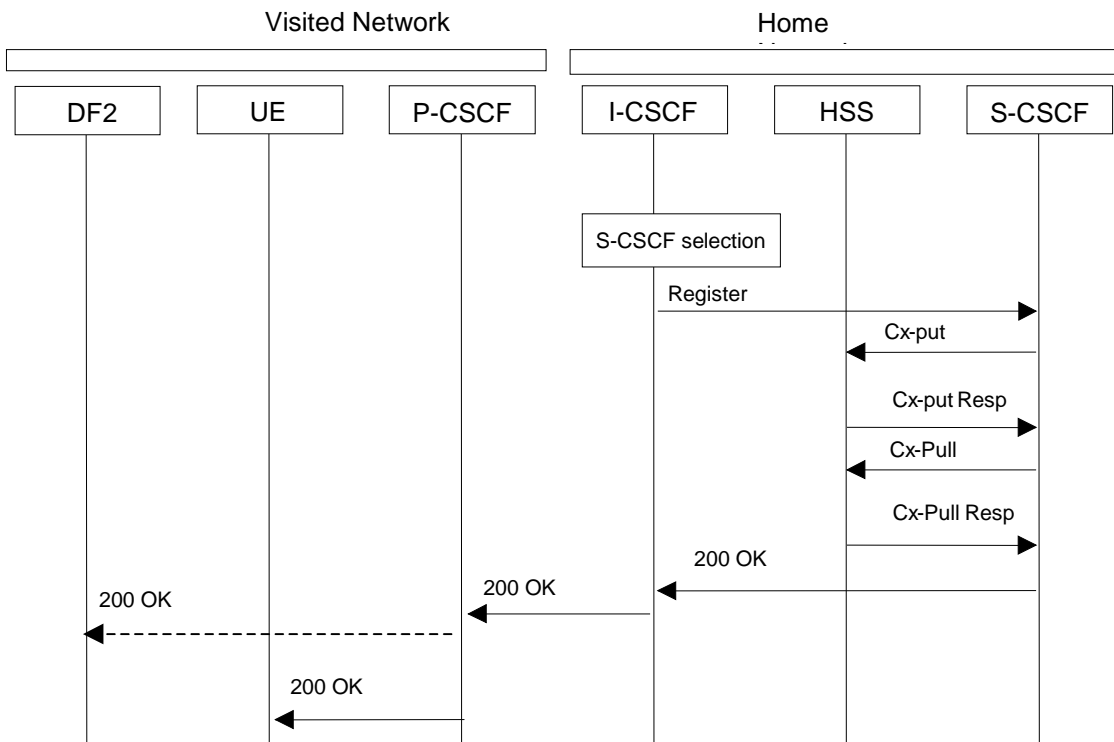 Visited Network
Home
DF2
UE
P-CSCF
I-CSCF
HSS
S-CSCF
S-CSCF selection
Register
Cx-put
Cx-put Resp
Cx-Pull
Cx-Pull Resp
200 OK
200 OK
200 OK
200 OK